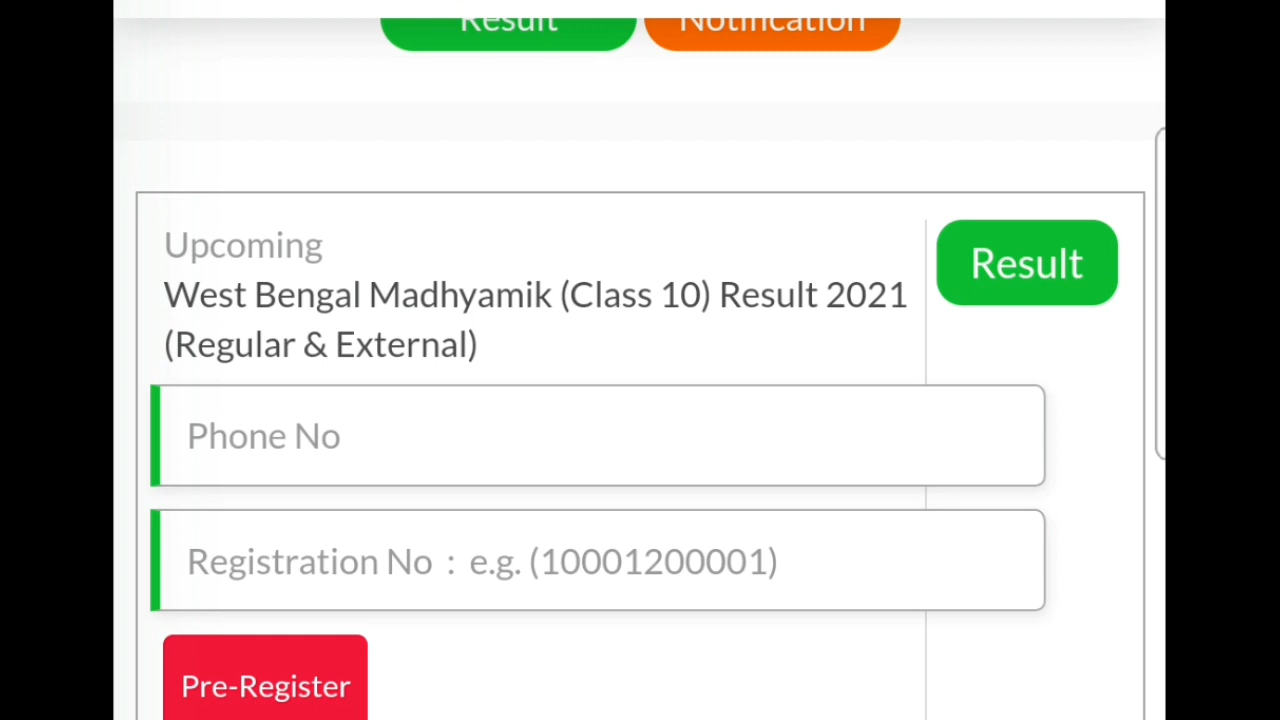 Result Notification
Upcoming
Result
West Bengal Madhyamik (Class 10) Result 2021
(Regular & External)
Phone No
Registration No : e.g. (10001200001)
Pre-Register